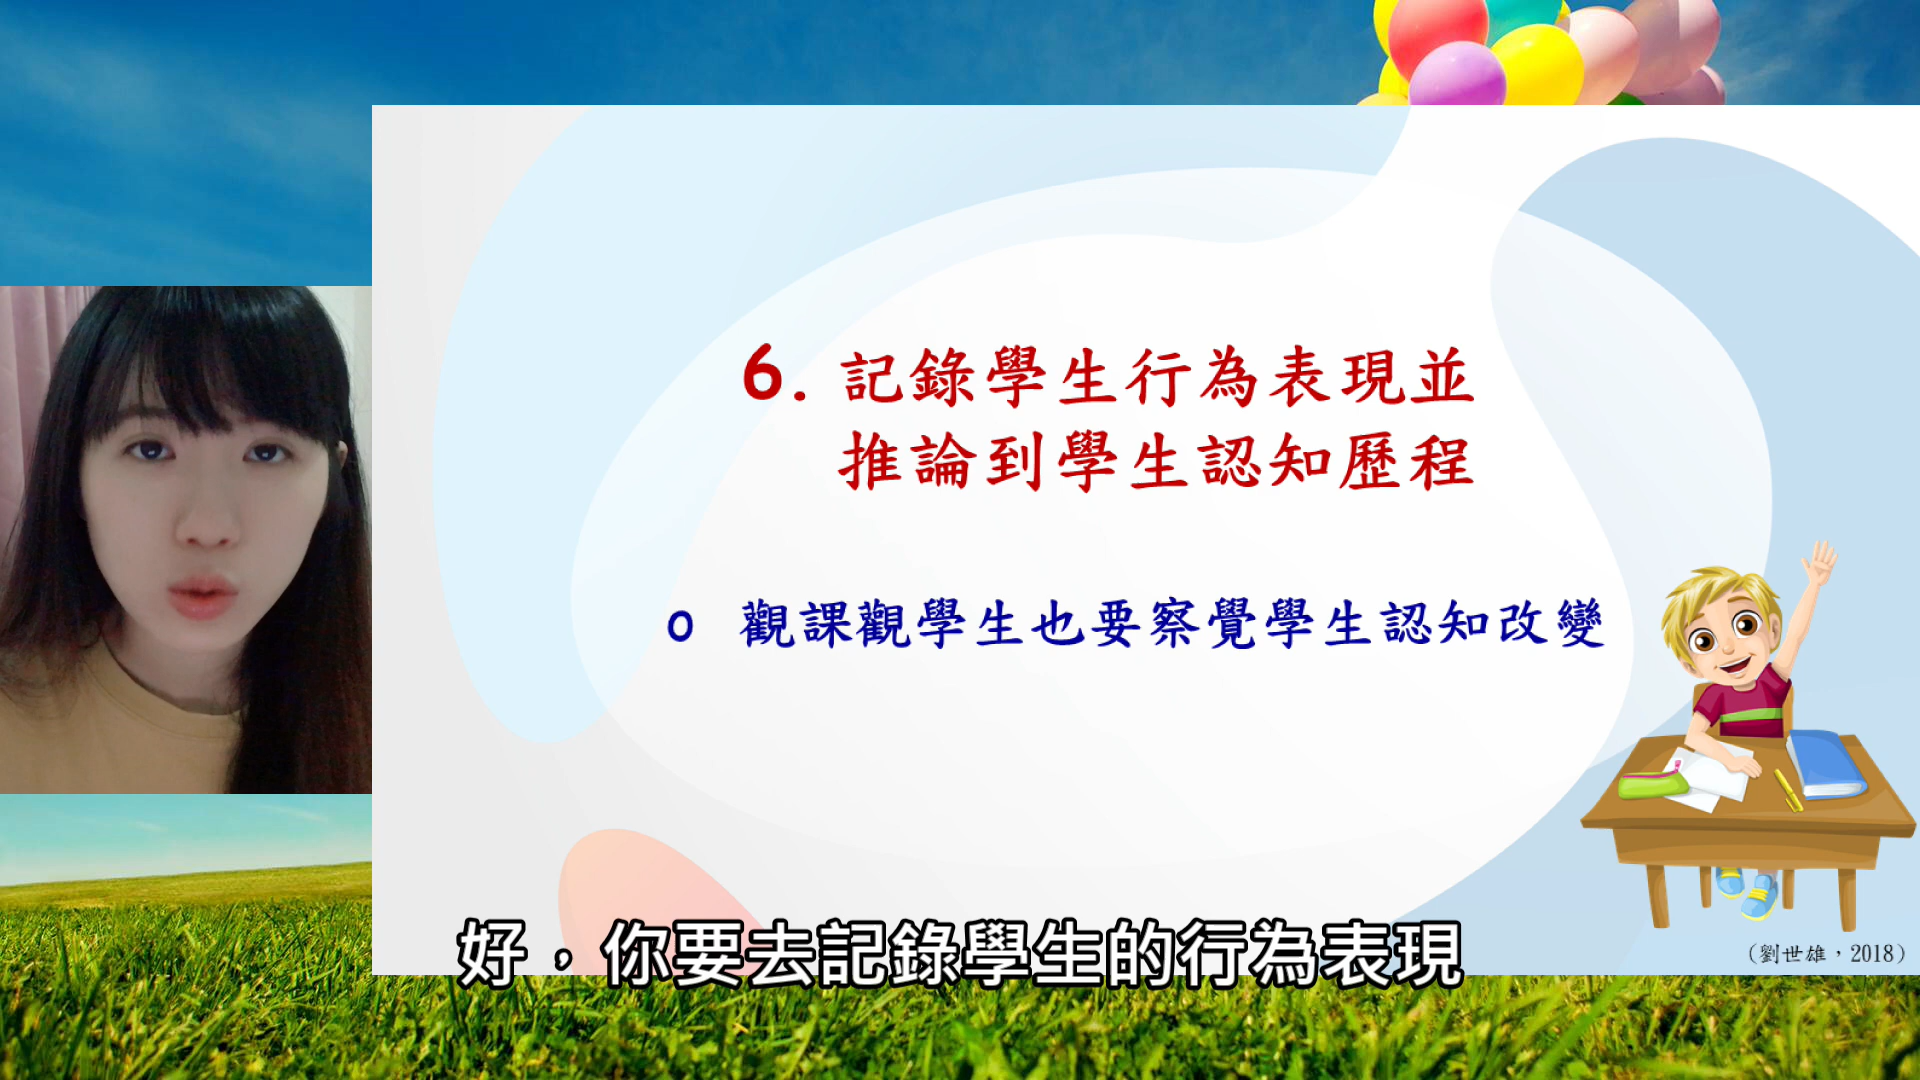 6. 記錄學生行為表現並
推論到學生認知歷程
o 觀課觀學生也要察覺學生認知改變
好，你要去記錄學生的行為表現
（劉世雄，2018）